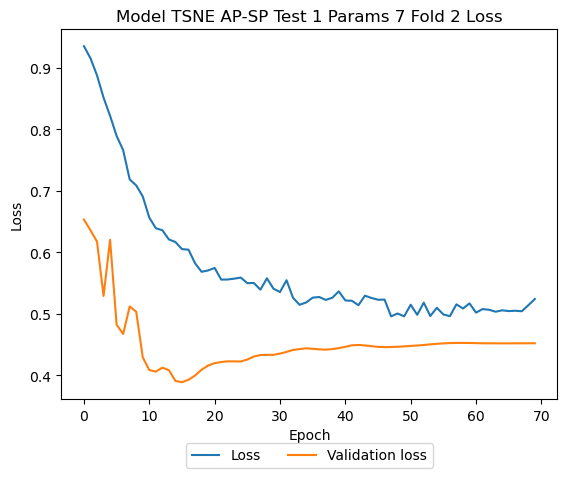 Model TSNE AP-SP Test 1 Params 7 Fold 2 Loss
0.9
0.8
0.7
0.6
0.5
0.4
Loss
0 10 20 30 40 50 60 70
Epoch
Loss Validation loss